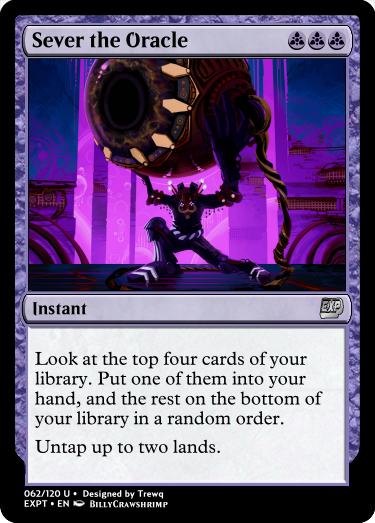 Sever the Oracle
Instant
EXP
Look at the top four cards of your
library. Put one of them into your
hand, and the rest on the bottom of
your library in a random order.
Untap up to two lands.
062/120 U • Designed by Trewq
EXPT • EN BillyCrawshrimp